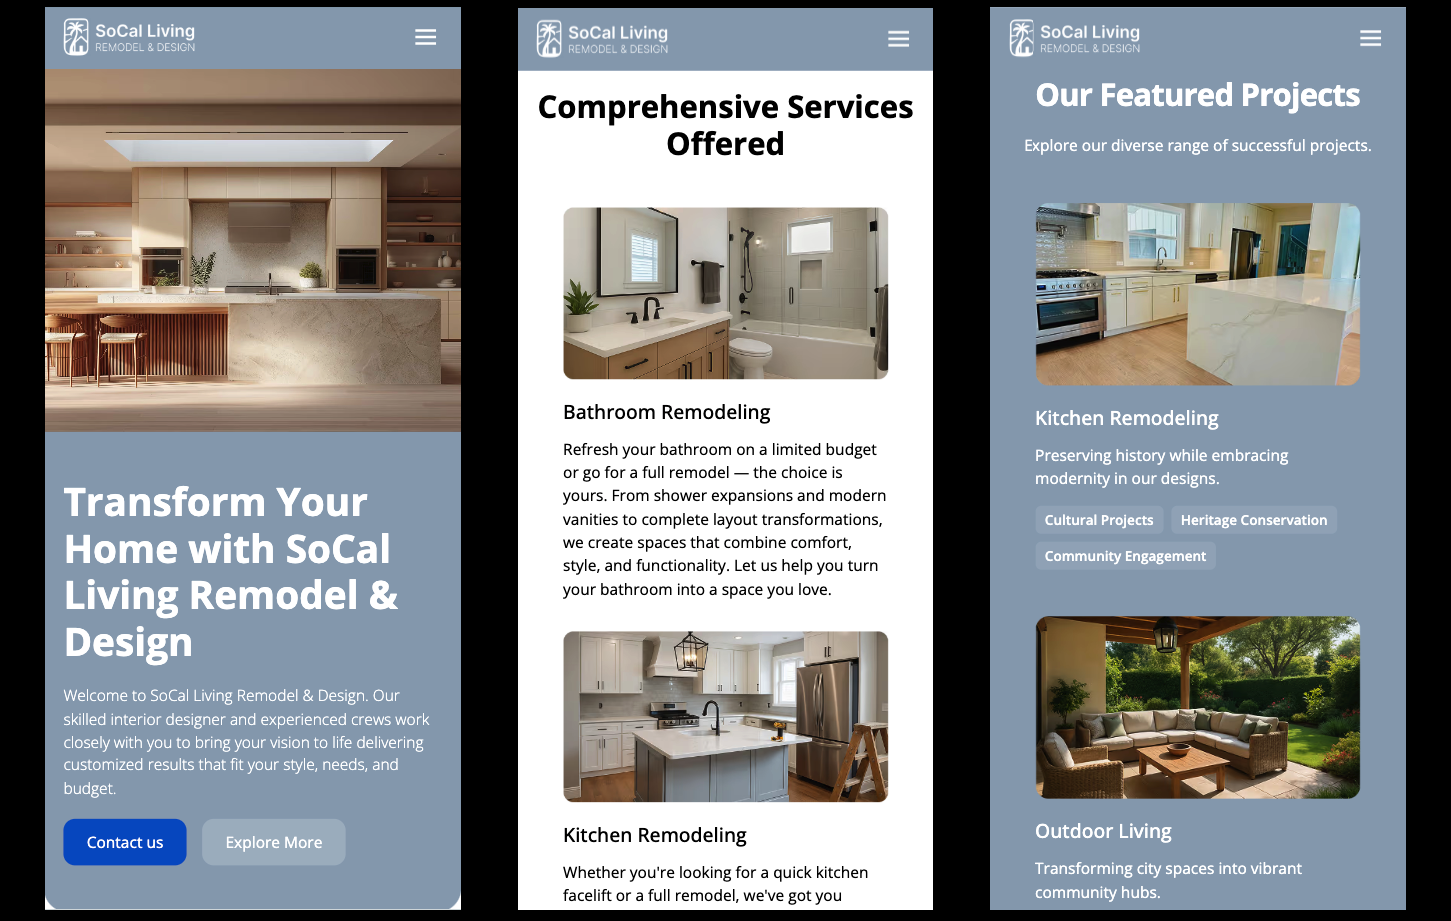 SoCal Living
REMODEL & DESIGN
Transform Your
Home with SoCal
Living Remodel &
Design
Welcome to SoCal Living Remodel & Design. Our
skilled interior designer and experienced crews work
closely with you to bring your vision to life delivering
customized results that fit your style, needs, and
budget.
Contact us
Explore More
SoCal Living
REMODEL & DESIGN
Comprehensive Services
Offered
Bathroom Remodeling
Refresh your bathroom on a limited budget
or go for a full remodel — the choice is
yours. From shower expansions and modern
vanities to complete layout transformations,
we create spaces that combine comfort,
style, and functionality. Let us help you turn
your bathroom into a space you love.
Kitchen Remodeling
Whether you're looking for a quick kitchen
facelift or a full remodel, we've got you
SoCal Living
REMODEL & DESIGN
Our Featured Projects
Explore our diverse range of successful projects.
Kitchen Remodeling
Preserving history while embracing
modernity in our designs.
Cultural Projects
Heritage Conservation
Community Engagement
Outdoor Living
Transforming city spaces into vibrant
community hubs.